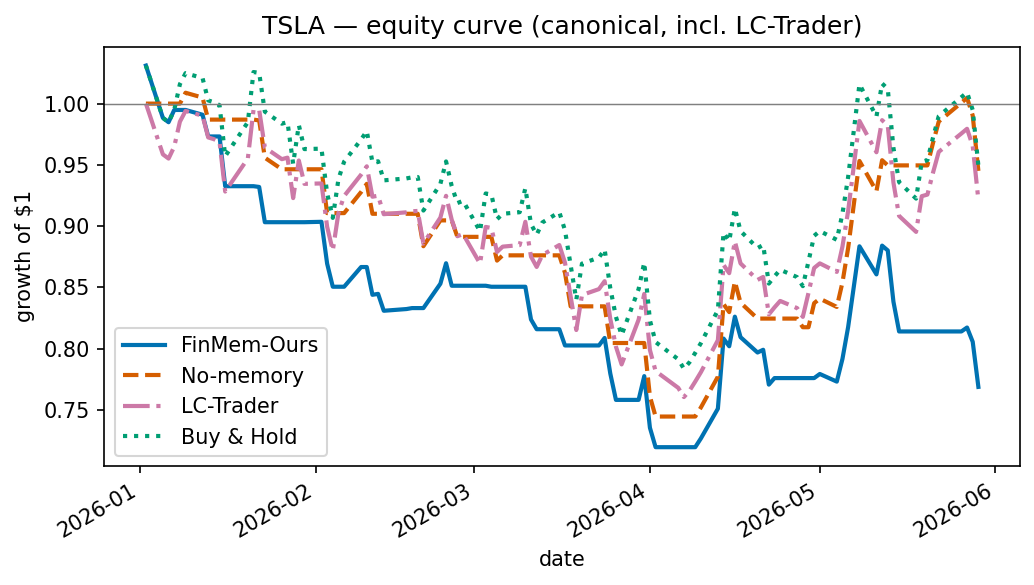 TSLA — equity curve (canonical, incl. LC-Trader)
growth of $1
1.00
0.95
0.90
0.85
0.80
0.75
FinMem-Ours
No-memory
LC-Trader
Buy & Hold
2026-01
2026-02
2026-03
2026-04
2026-05
2026-06
date